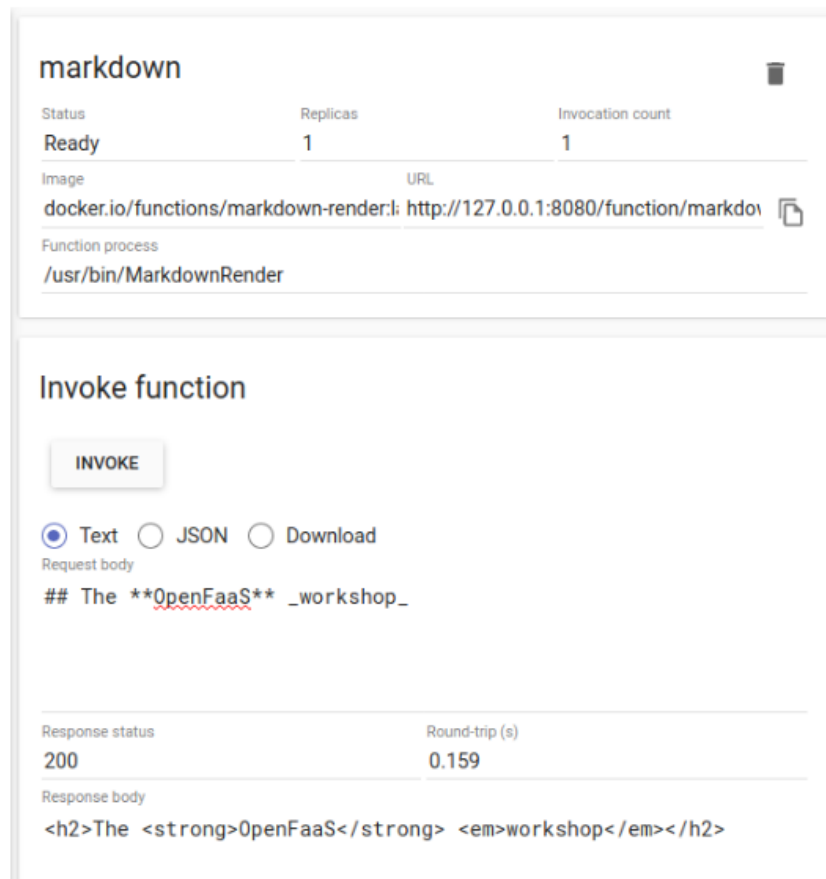 markdown
Status Replicas Invocation count
Ready 1 1
Image URL
docker.io/functions/markdown-render:la http://127.0.0.1:8080/function/markdov
Function process
/usr/bin/MarkdownRender
Invoke function
INVOKE
Text JSON Download
Request body
## The **OpenFaaS** _workshop_
Response status Round-trip (s)
200 0.159
Response body
<h2>The <strong>OpenFaaS</strong> <em>workshop</em></h2>